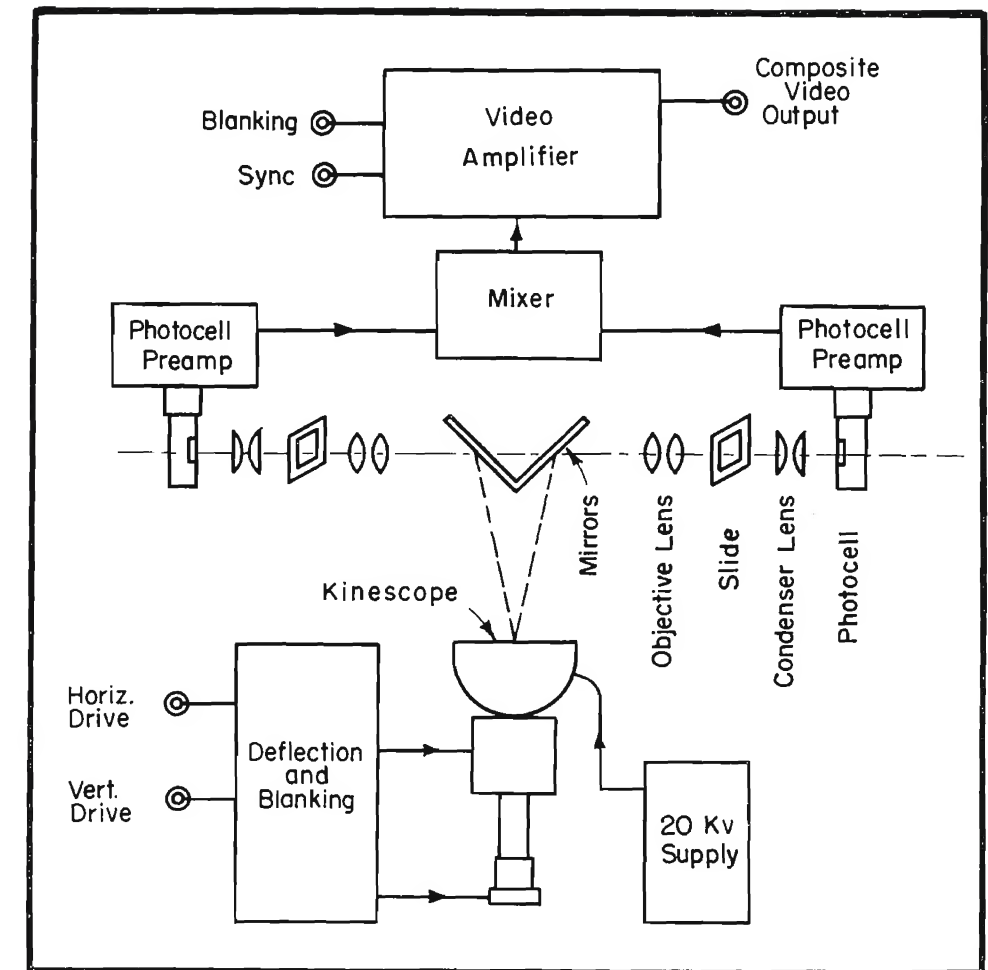 Composite
Video
Output
Blanking
Video
Amplifier
Sync
Mixer
Photocell
Preamp
Photocell
Preamp
Mirrors
Objective Lens
Slide
Condenser Lens
Photocell
Kinescope
Horiz.
Drive
Deflection
and
Blanking
Vert.
Drive
20 Kv
Supply